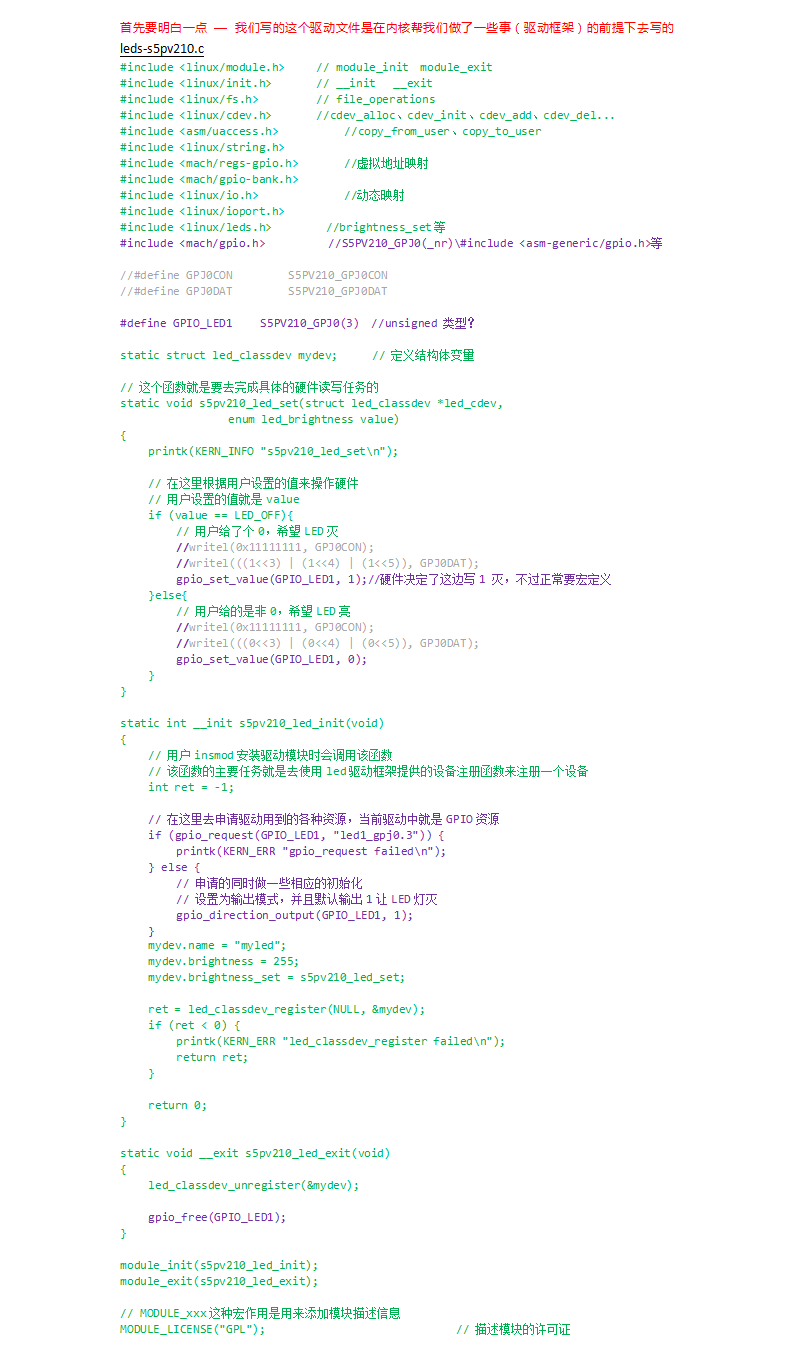 首先要明白一点 — 我们写的这个驱动文件是在内核帮我们做了一些事（驱动框架）的前提下去写的
leds-s5pv210.c
#include <linux/module.h> // module_init module_exit
#include <linux/init.h> // __init __exit
#include <linux/fs.h> // file_operations
#include <linux/cdev.h> //cdev_alloc、cdev_init、cdev_add、cdev_del...
#include <asm/uaccess.h> //copy_from_user、copy_to_user
#include <linux/string.h>
#include <mach/regs-gpio.h> //虚拟地址映射
#include <mach/gpio-bank.h>
#include <linux/io.h> //动态映射
#include <linux/ioport.h>
#include <linux/leds.h> //brightness_set等
#include <mach/gpio.h> //S5PV210_GPJ0(_nr)\#include <asm-generic/gpio.h>等
//#define GPJ0CON S5PV210_GPJ0CON
//#define GPJ0DAT S5PV210_GPJ0DAT
#define GPIO_LED1 S5PV210_GPJ0(3) //unsigned 类型?
static struct led_classdev mydev; // 定义结构体变量
// 这个函数就是要去完成具体的硬件读写任务的
static void s5pv210_led_set(struct led_classdev *led_cdev,
enum led_brightness value)
{
printk(KERN_INFO "s5pv210_led_set\n");
// 在这里根据用户设置的值来操作硬件
// 用户设置的值就是 value
if (value == LED_OFF){
// 用户给了个 0，希望 LED 灭
//writel(0x11111111, GPJ0CON);
//writel(((1<<3) | (1<<4) | (1<<5)), GPJ0DAT);
gpio_set_value(GPIO_LED1, 1);//硬件决定了这边写 1 灭，不过正常要宏定义
}else{
// 用户给的是非 0，希望 LED 亮
//writel(0x11111111, GPJ0CON);
//writel(((0<<3) | (0<<4) | (0<<5)), GPJ0DAT);
gpio_set_value(GPIO_LED1, 0);
}
}
static int __init s5pv210_led_init(void)
{
// 用户 insmod 安装驱动模块时会调用该函数
// 该函数的主要任务就是去使用 led 驱动框架提供的设备注册函数来注册一个设备
int ret = -1;
// 在这里去申请驱动用到的各种资源，当前驱动中就是 GPIO 资源
if (gpio_request(GPIO_LED1, "led1_gpj0.3")) {
printk(KERN_ERR "gpio_request failed\n");
} else {
// 申请的同时做一些相应的初始化
// 设置为输出模式，并且默认输出 1 让 LED 灯灭
gpio_direction_output(GPIO_LED1, 1);
}
mydev.name = "myled";
mydev.brightness = 255;
mydev.brightness_set = s5pv210_led_set;
ret = led_classdev_register(NULL, &mydev);
if (ret < 0) {
printk(KERN_ERR "led_classdev_register failed\n");
return ret;
}
return 0;
}
static void __exit s5pv210_led_exit(void)
{
led_classdev_unregister(&mydev);
gpio_free(GPIO_LED1);
}
module_init(s5pv210_led_init);
module_exit(s5pv210_led_exit);
// MODULE_xxx 这种宏作用是用来添加模块描述信息
MODULE_LICENSE("GPL"); // 描述模块的许可证